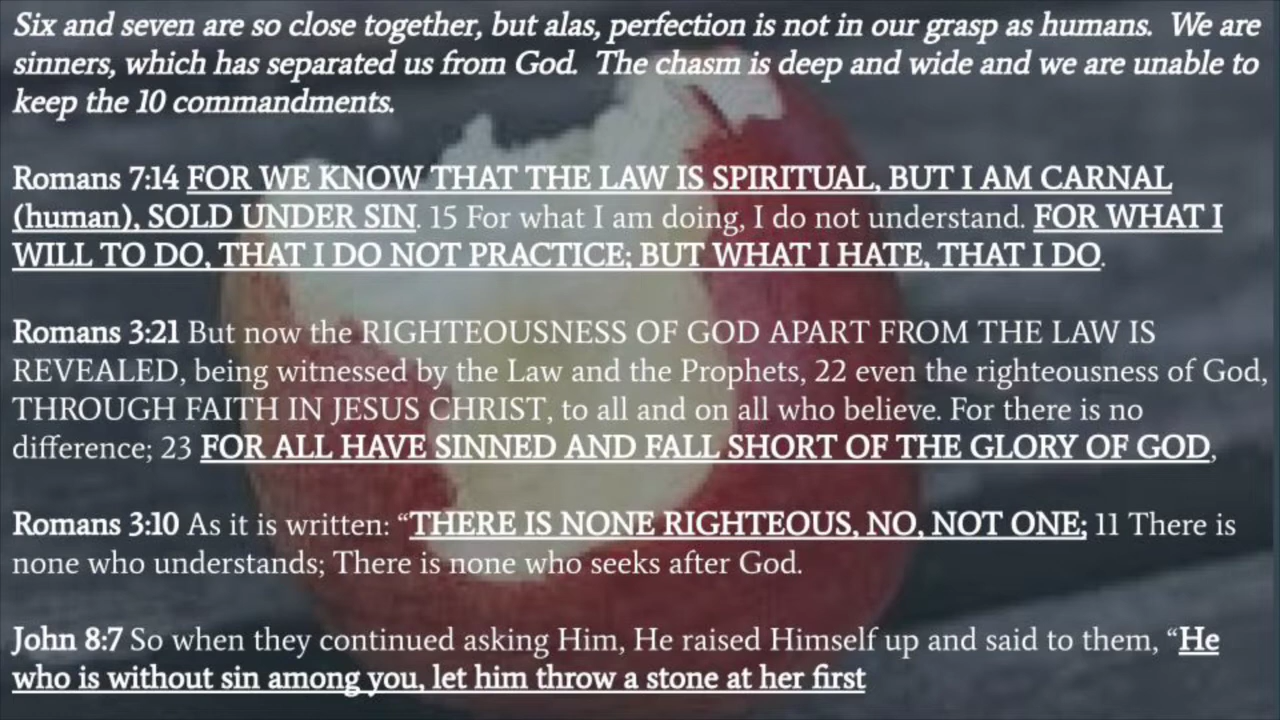 Six and seven are so close together, but alas, perfection is not in our grasp as humans.  We are
sinners, which has separated us from God.  The chasm is deep and wide and we are unable to
keep the 10 commandments.
Romans 7:14 FOR WE KNOW THAT THE LAW IS SPIRITUAL, BUT I AM CARNAL
(human), SOLD UNDER SIN. 15 For what I am doing, I do not understand. FOR WHAT I
WILL TO DO, THAT I DO NOT PRACTICE; BUT WHAT I HATE, THAT I DO.
Romans 3:21 But now the RIGHTEOUSNESS OF GOD APART FROM THE LAW IS
REVEALED, being witnessed by the Law and the Prophets, 22 even the righteousness of God,
THROUGH FAITH IN JESUS CHRIST, to all and on all who believe. For there is no
difference; 23 FOR ALL HAVE SINNED AND FALL SHORT OF THE GLORY OF GOD,
Romans 3:10 As it is written: “THERE IS NONE RIGHTEOUS, NO, NOT ONE; 11 There is
none who understands; There is none who seeks after God.
John 8:7 So when they continued asking Him, He raised Himself up and said to them, “He
who is without sin among you, let him throw a stone at her first